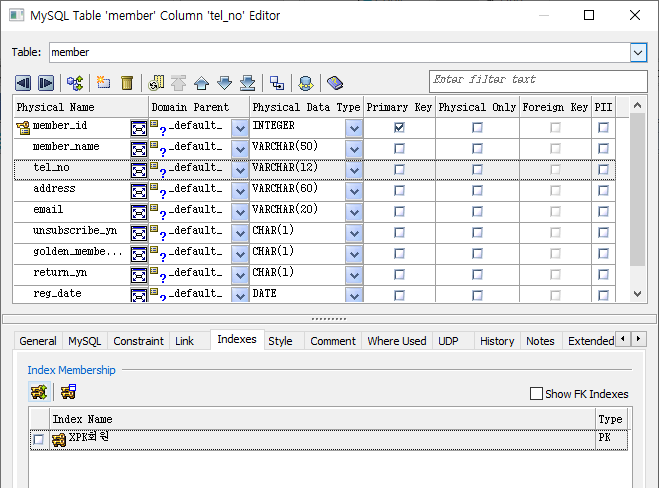 MySQL Table 'member' Column 'tel_no' Editor
Table: member
Enter filter text
Physical Name Domain Parent Physical Data Type Primary Key Physical Only Foreign Key PII
member_id _default_ INTEGER
member_name _default_ VARCHAR(50)
tel_no _default_ VARCHAR(12)
address _default_ VARCHAR(60)
email _default_ VARCHAR(20)
unsubscribe_yn _default_ CHAR(1)
golden_membe... _default_ CHAR(1)
return_yn _default_ CHAR(1)
reg_date _default_ DATE
General MySQL Constraint Link Indexes Style Comment Where Used UDP History Notes Extended
Index Membership
Show FK Indexes
Index Name Type
XPK회원 PK